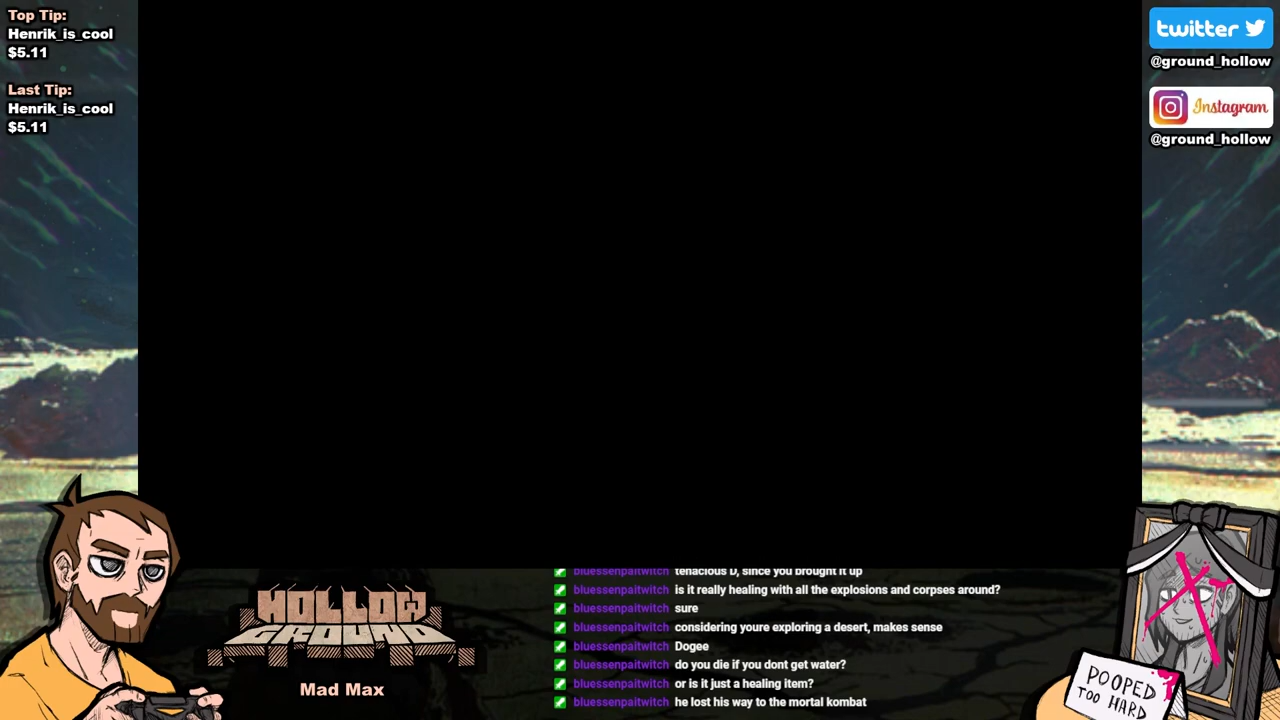 Top Tip:
Henrik_is_cool
$5.11
Last Tip:
Henrik_is_cool
$5.11
twitter
@ground_hollow
Instagram
@ground_hollow
HOLLOW
GROUND
Mad Max
bluessenpaitwitch tenacious D, since you brought it up
bluessenpaitwitch is it really healing with all the explosions and corpses around?
bluessenpaitwitch sure
bluessenpaitwitch considering youre exploring a desert, makes sense
bluessenpaitwitch Dogee
bluessenpaitwitch do you die if you dont get water?
bluessenpaitwitch or is it just a healing item?
bluessenpaitwitch he lost his way to the mortal kombat
POOPED
TOO HARD